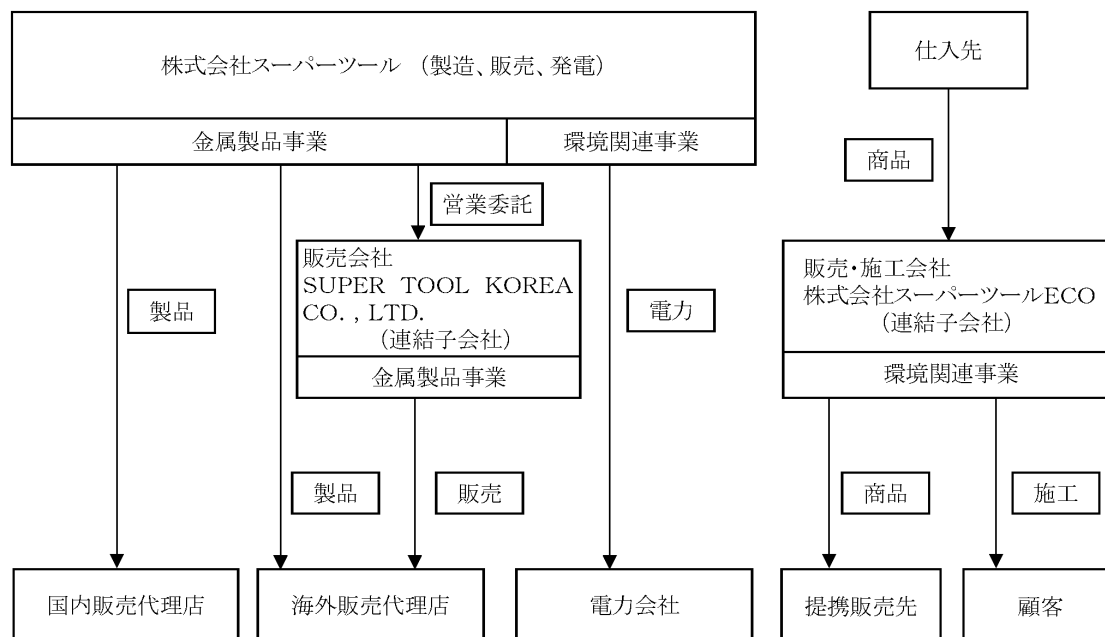 株式会社スーパーツール （製造、販売、発電）
仕入先
金属製品事業
環境関連事業
商品
営業委託
販売会社
SUPER TOOL KOREA
CO. , LTD.
（連結子会社）
金属製品事業
販売・施工会社
株式会社スーパーツールECO
（連結子会社）
環境関連事業
製品
電力
製品
販売
商品
施工
国内販売代理店
海外販売代理店
電力会社
提携販売先
顧客